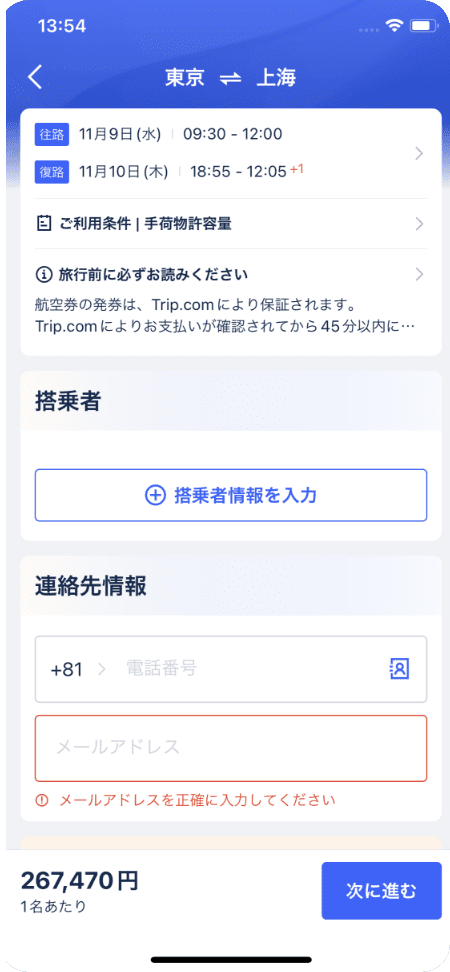 13:54
東京 ⇌ 上海
往路 11月9日(水) 09:30 - 12:00
復路 11月10日(木) 18:55 - 12:05+1
ご利用条件 | 手荷物許容量
旅行前に必ずお読みください
航空券の発券は、Trip.comにより保証されます。
Trip.comによりお支払いが確認されてから45分以内に…
搭乗者
搭乗者情報を入力
連絡先情報
+81 電話番号
メールアドレス
メールアドレスを正確に入力してください
267,470円
1名あたり
次に進む